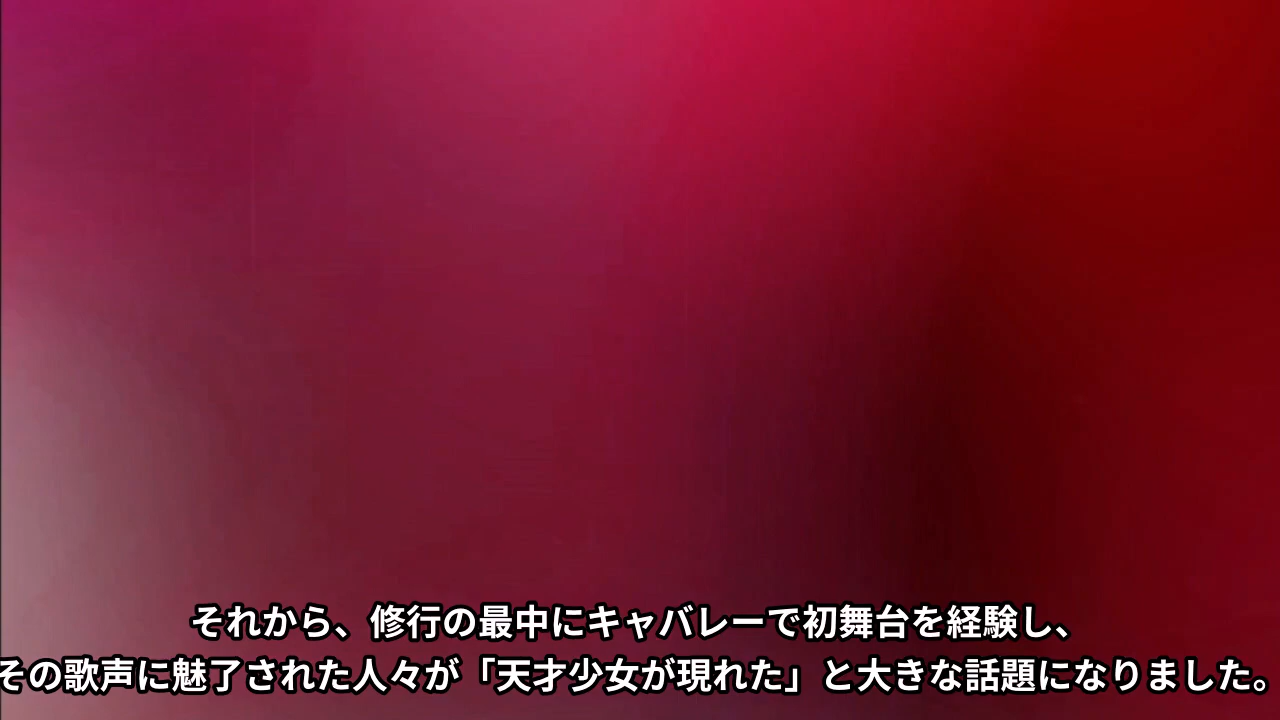 それから、修行の最中にキャバレーで初舞台を経験し、
その歌声に魅了された人々が「天才少女が現れた」と大きな話題になりました。